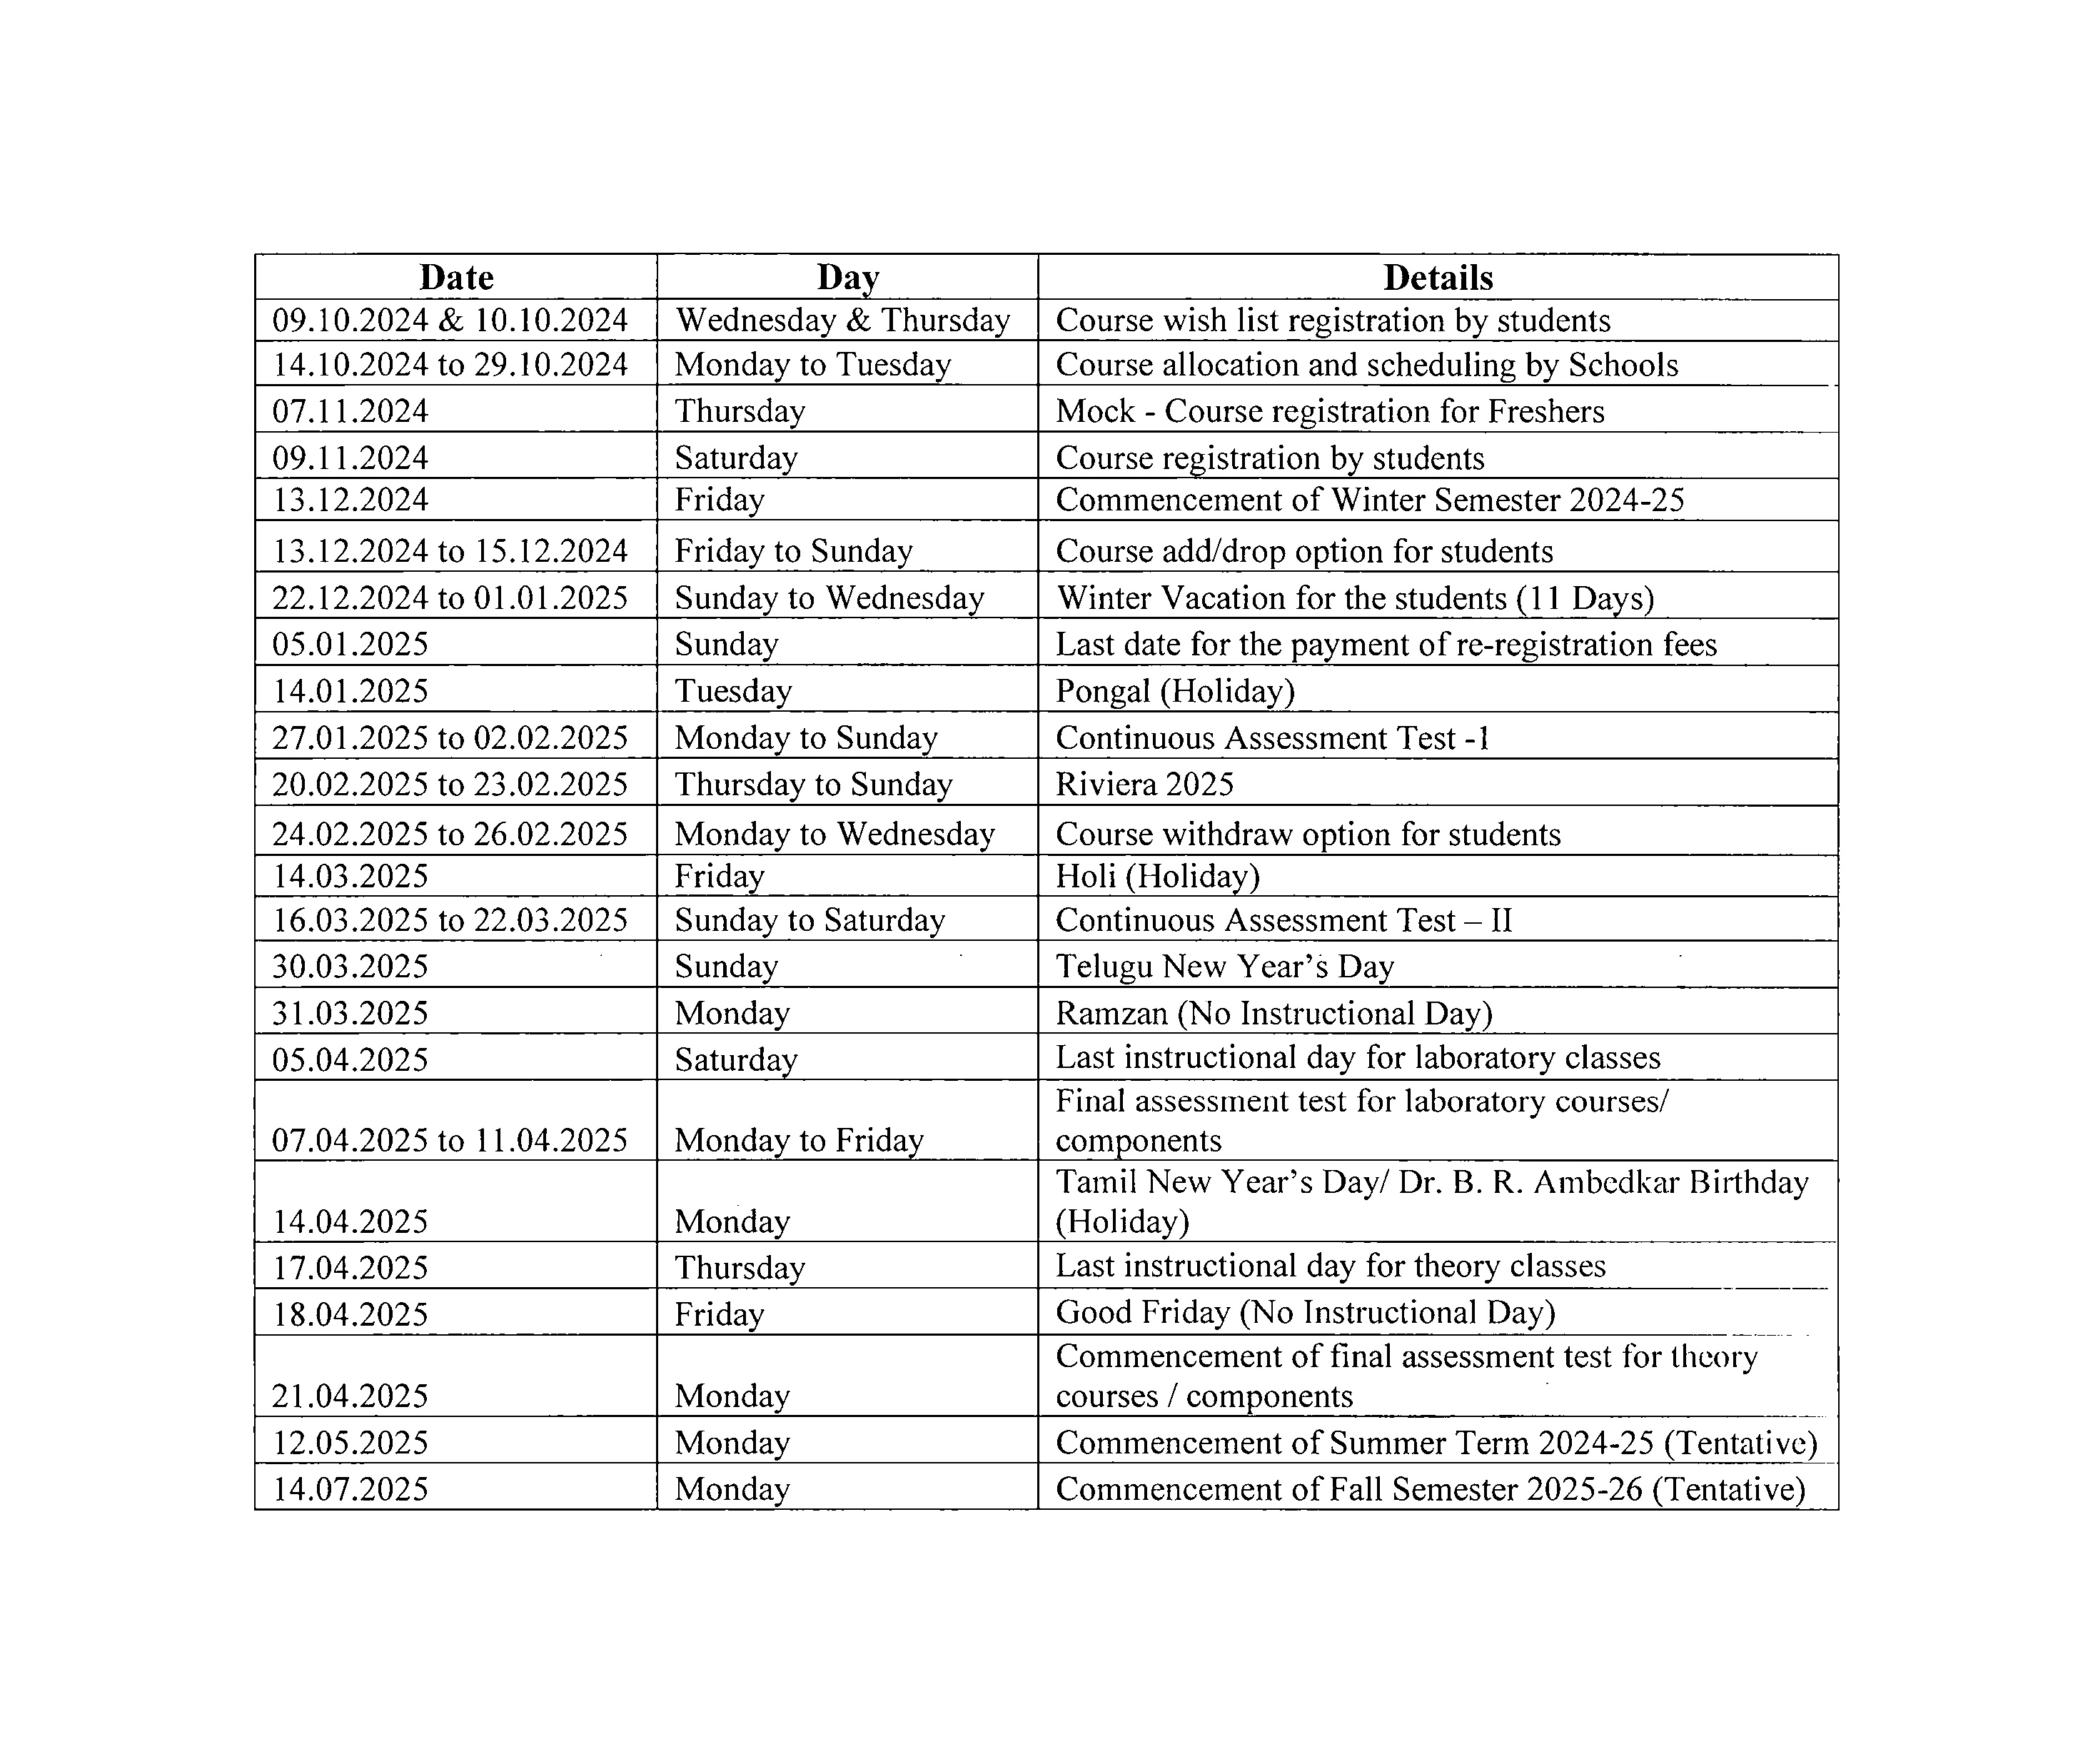 Date Day Details
09.10.2024 & 10.10.2024 Wednesday & Thursday Course wish list registration by students
14.10.2024 to 29.10.2024 Monday to Tuesday Course allocation and scheduling by Schools
07.11.2024 Thursday Mock - Course registration for Freshers
09.11.2024 Saturday Course registration by students
13.12.2024 Friday Commencement of Winter Semester 2024-25
13.12.2024 to 15.12.2024 Friday to Sunday Course add/drop option for students
22.12.2024 to 01.01.2025 Sunday to Wednesday Winter Vacation for the students (11 Days)
05.01.2025 Sunday Last date for the payment of re-registration fees
14.01.2025 Tuesday Pongal (Holiday)
27.01.2025 to 02.02.2025 Monday to Sunday Continuous Assessment Test -1
20.02.2025 to 23.02.2025 Thursday to Sunday Riviera 2025
24.02.2025 to 26.02.2025 Monday to Wednesday Course withdraw option for students
14.03.2025 Friday Holi (Holiday)
16.03.2025 to 22.03.2025 Sunday to Saturday Continuous Assessment Test – II
30.03.2025 Sunday Telugu New Year’s Day
31.03.2025 Monday Ramzan (No Instructional Day)
05.04.2025 Saturday Last instructional day for laboratory classes
Final assessment test for laboratory courses/
07.04.2025 to 11.04.2025 Monday to Friday components
Tamil New Year’s Day/ Dr. B. R. Ambedkar Birthday
14.04.2025 Monday (Holiday)
17.04.2025 Thursday Last instructional day for theory classes
18.04.2025 Friday Good Friday (No Instructional Day)
Commencement of final assessment test for theory
21.04.2025 Monday courses / components
12.05.2025 Monday Commencement of Summer Term 2024-25 (Tentative)
14.07.2025 Monday Commencement of Fall Semester 2025-26 (Tentative)